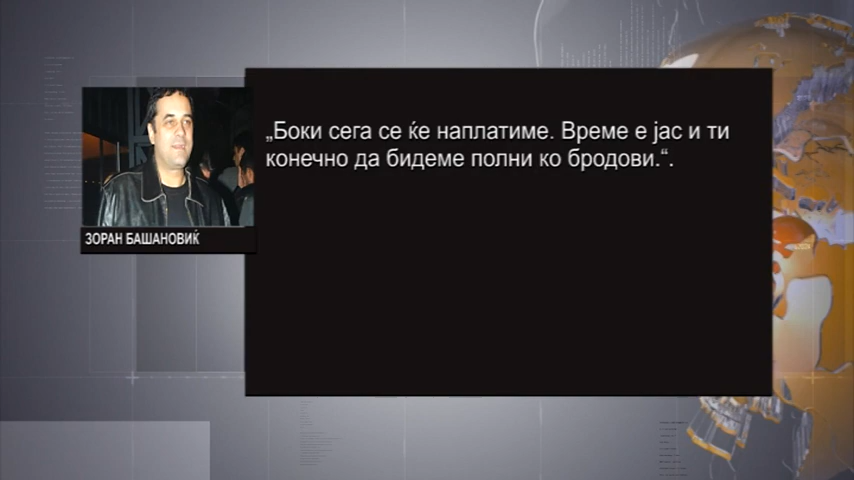 „Боки сега се ќе наплатиме. Време е јас и ти
конечно да бидеме полни ко бродови.“.
ЗОРАН БАШАНОВИЌ